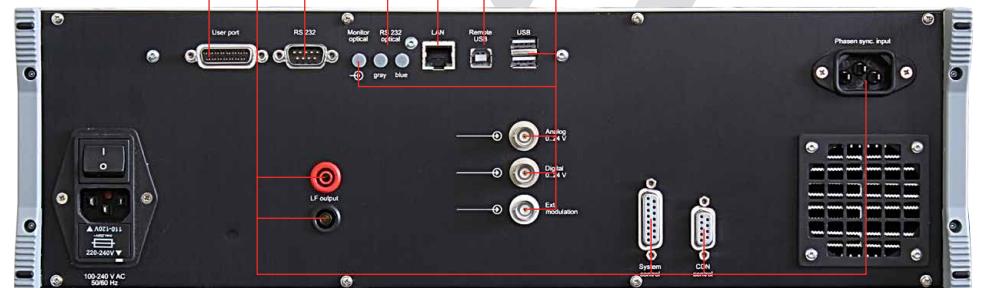 User port
RS 232
Monitor
optical
RS 232
optical
LAN
Remote
USB
USB
gray
blue
Phasen sync. input
Analog
0...24 V
Digital
0...24 V
Ext.
modulation
LF output
I
O
110-120V
220-240V
100-240 V AC
50/60 Hz
System
control
CDN
control